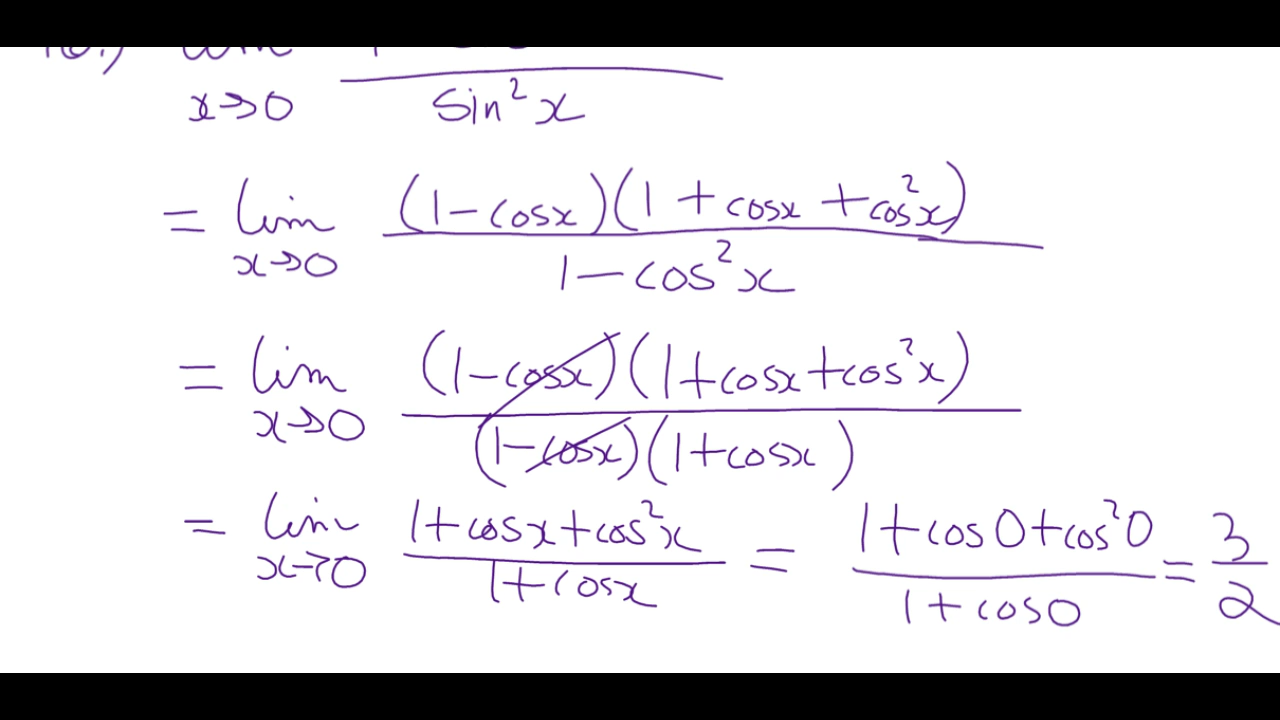 x→0 sin²x
= lim x→0 (1-cosx)(1+cosx+cos²x) / 1-cos²x
= lim x→0 (1-cosx)(1+cosx+cos²x) / (1-cosx)(1+cosx)
= lim x→0 1+cosx+cos²x / 1+cosx = 1+cos0+cos²0 / 1+cos0 = 3/2